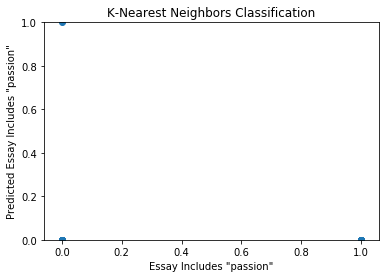 K-Nearest Neighbors Classification
Predicted Essay Includes "passion"
1.0
0.8
0.6
0.4
0.2
0.0
0.0 0.2 0.4 0.6 0.8 1.0
Essay Includes "passion"